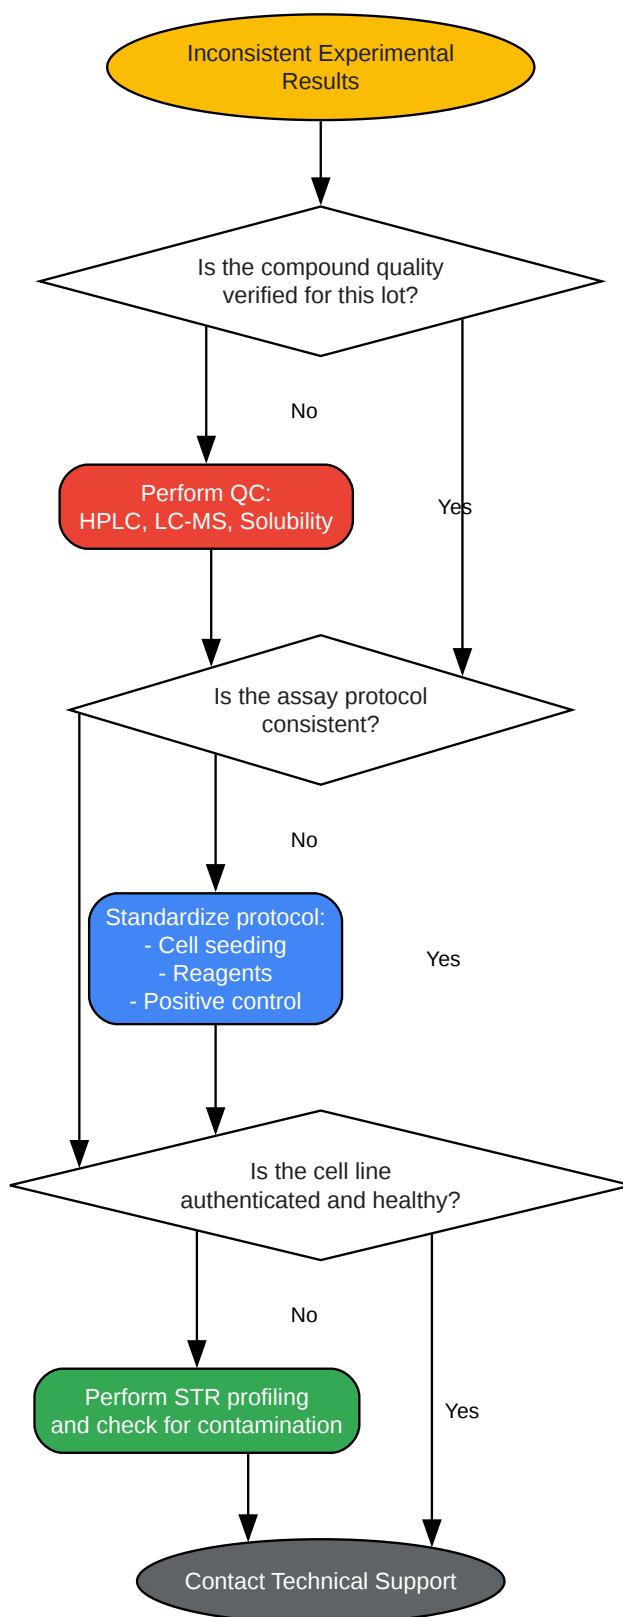 Inconsistent Experimental
Results
Is the compound quality
verified for this lot?
No
Perform QC:
HPLC, LC-MS, Solubility
Yes
Is the assay protocol
consistent?
No
Standardize protocol:
- Cell seeding
- Reagents
- Positive control
Yes
Is the cell line
authenticated and healthy?
No
Perform STR profiling
and check for contamination
Yes
Contact Technical Support